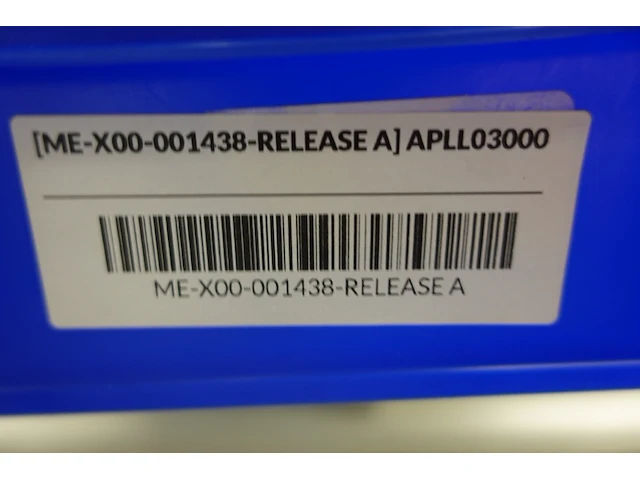 [ME-X00-001438-RELEASE A] APLL03000
ME-X00-001438-RELEASE A